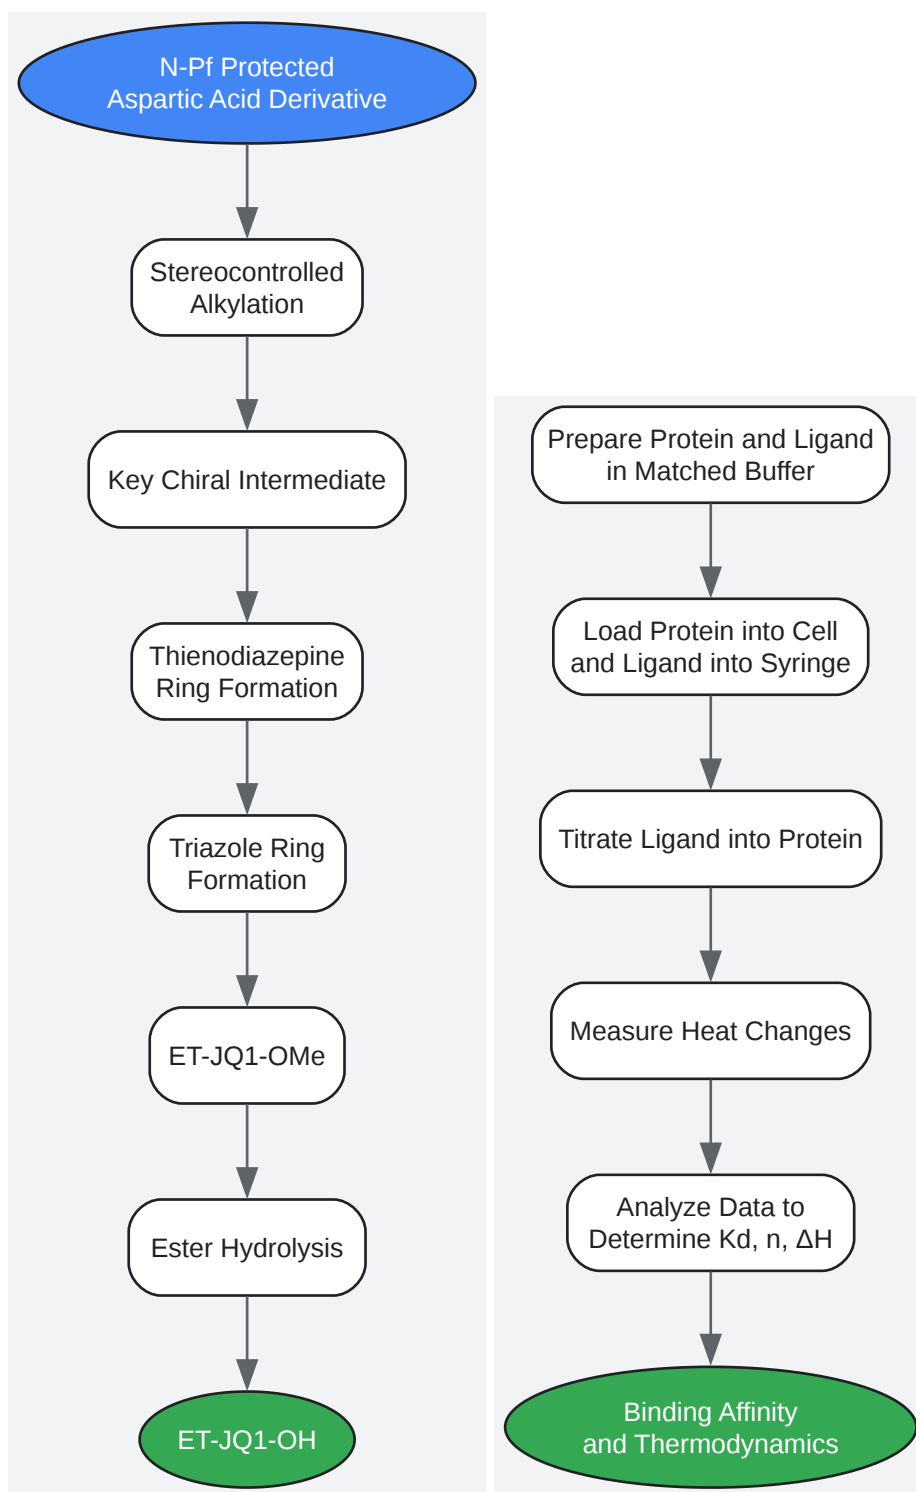 N-Pf Protected
Aspartic Acid Derivative
Stereocontrolled
Alkylation
Key Chiral Intermediate
Thienodiazepine
Ring Formation
Triazole Ring
Formation
ET-JQ1-OMe
Ester Hydrolysis
ET-JQ1-OH
Prepare Protein and Ligand
in Matched Buffer
Load Protein into Cell
and Ligand into Syringe
Titrate Ligand into Protein
Measure Heat Changes
Analyze Data to
Determine Kd, n, ΔH
Binding Affinity
and Thermodynamics